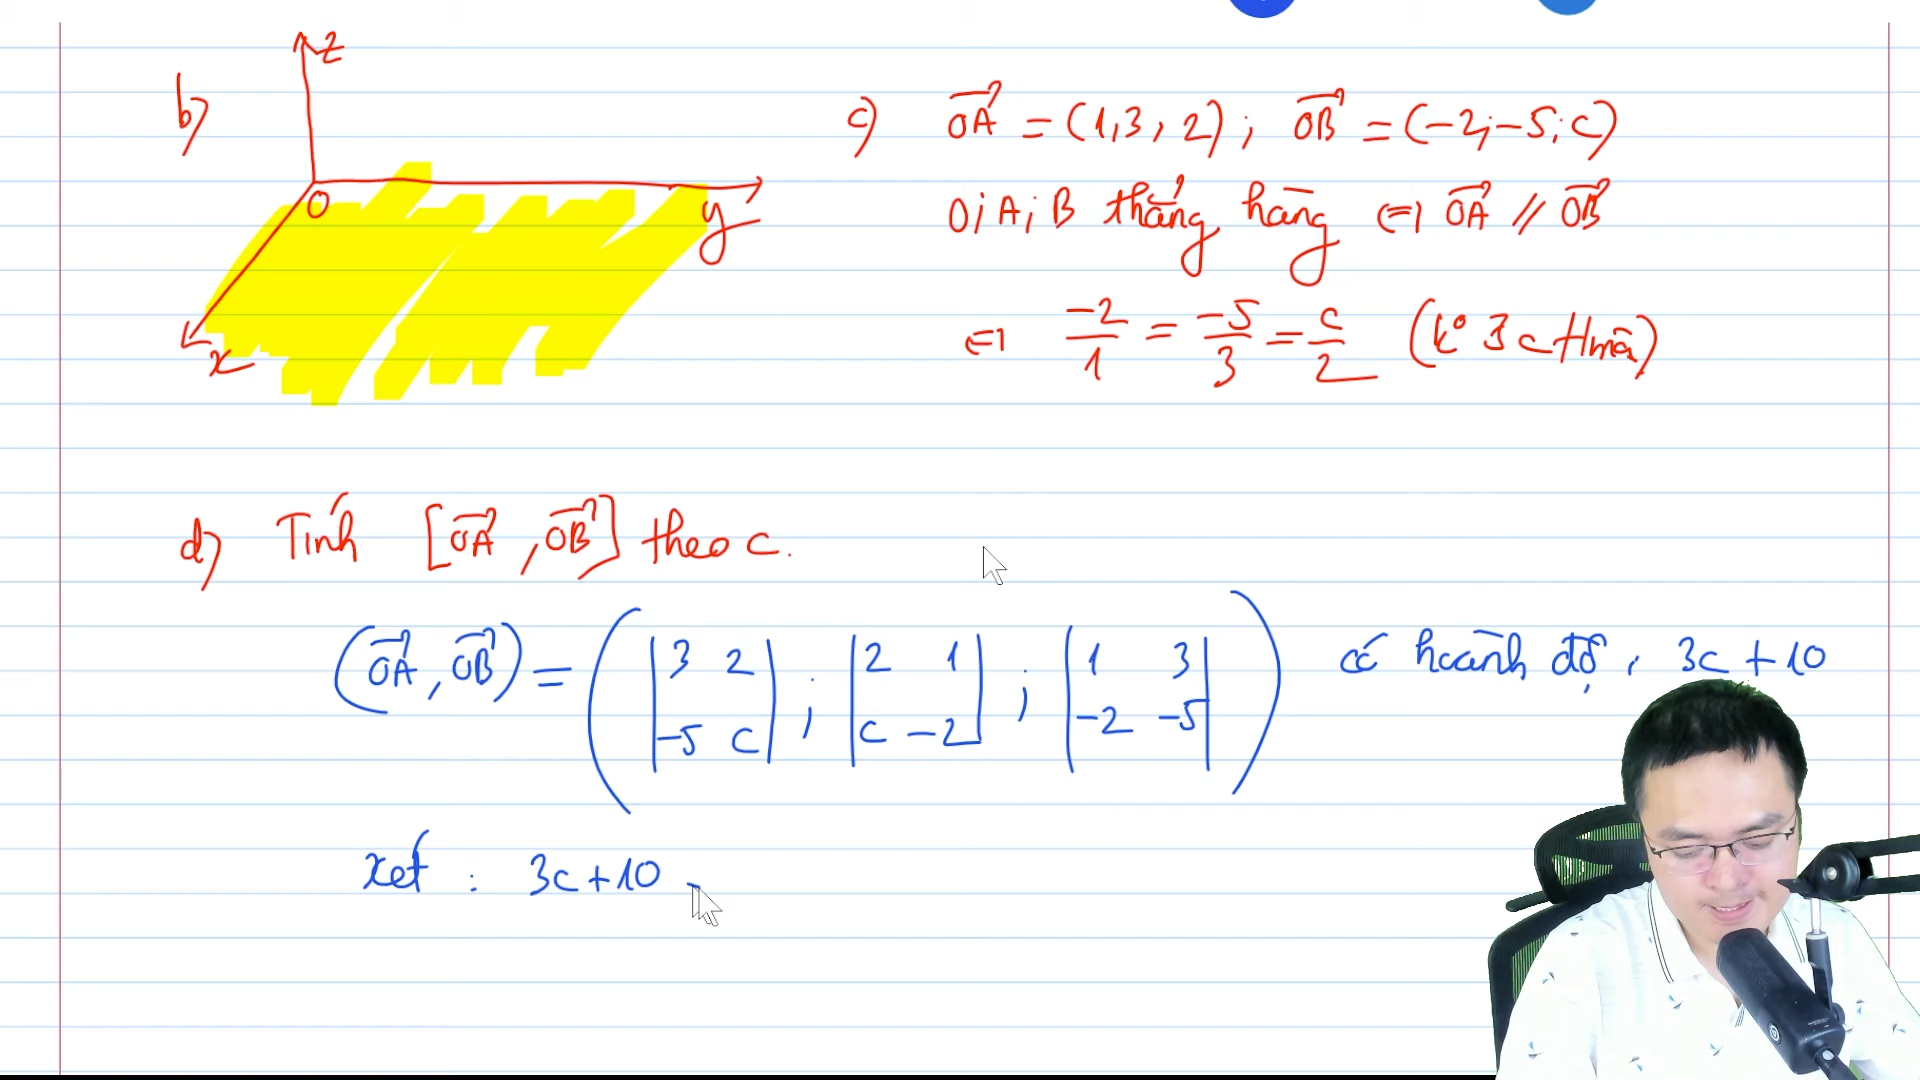 b)
z
O
y
x
c) OA→ = (1,3,2); OB→ = (-2;-5;c)
O;A;B thẳng hàng ⇔ OA→ // OB→
⇔ -2/1 = -5/3 = c/2 (k° ∃ c t/mãn)
d) Tính [OA→, OB→] theo c.
(OA→, OB→) = ( |3 2; -5 c| ; |2 1; c -2| ; |1 3; -2 -5| ) có hoành độ : 3c + 10
xét : 3c + 10